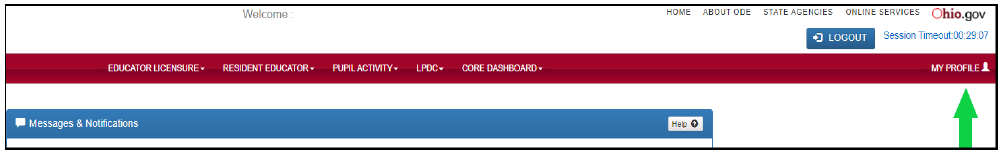 Welcome :
HOME ABOUT ODE STATE AGENCIES ONLINE SERVICES Ohio.gov
LOGOUT Session Timeout:00:29:07
EDUCATOR LICENSURE RESIDENT EDUCATOR PUPIL ACTIVITY LPDC CORE DASHBOARD MY PROFILE
Messages & Notifications Help